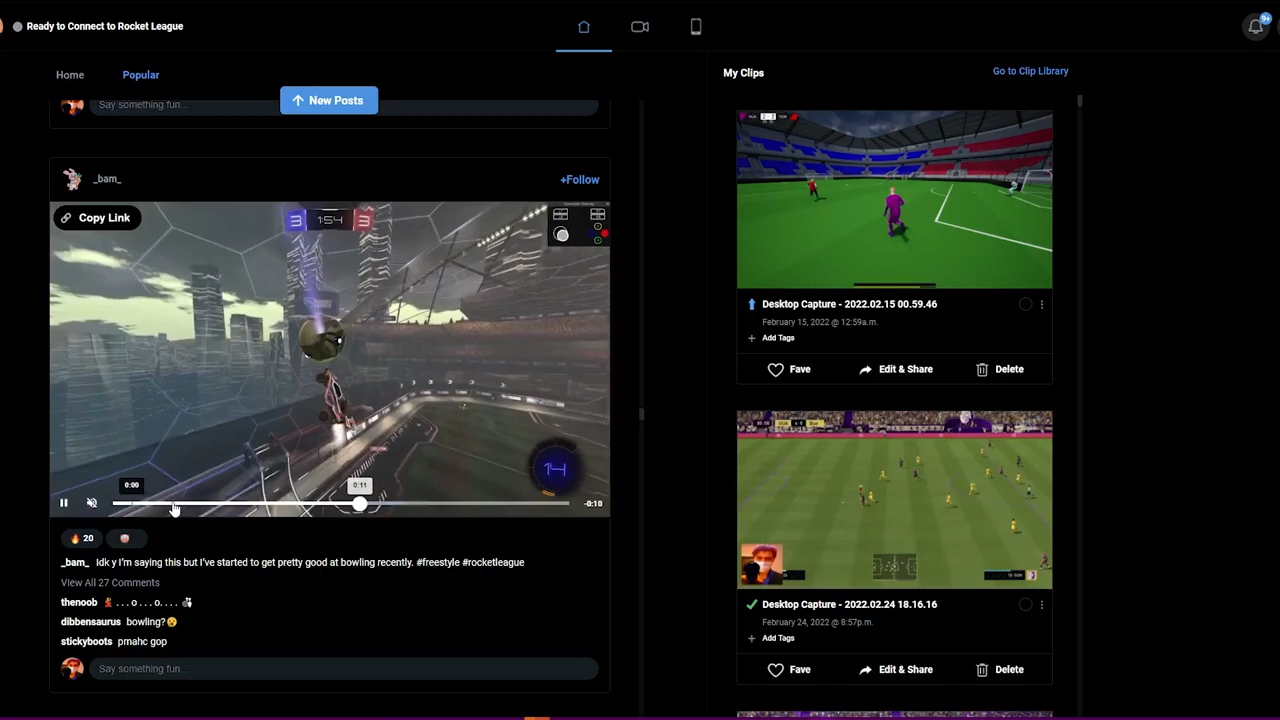 Ready to Connect to Rocket League
9+
Home
Popular
New Posts
Say something fun...
_bam_
+Follow
Copy Link
3 1:54 3
14
0:00
0:11
-0:10
🔥 20
_bam_ Idk y I'm saying this but I've started to get pretty good at bowling recently. #freestyle #rocketleague
View All 27 Comments
thenoob 💃 . . . o . . . o. . . . 🎳
dibbensaurus bowling?😧
stickyboots pmahc gop
Say something fun...
My Clips
Go to Clip Library
Desktop Capture - 2022.02.15 00.59.46
February 15, 2022 @ 12:59a.m.
+ Add Tags
Fave
Edit & Share
Delete
Desktop Capture - 2022.02.24 18.16.16
February 24, 2022 @ 8:57p.m.
+ Add Tags
Fave
Edit & Share
Delete